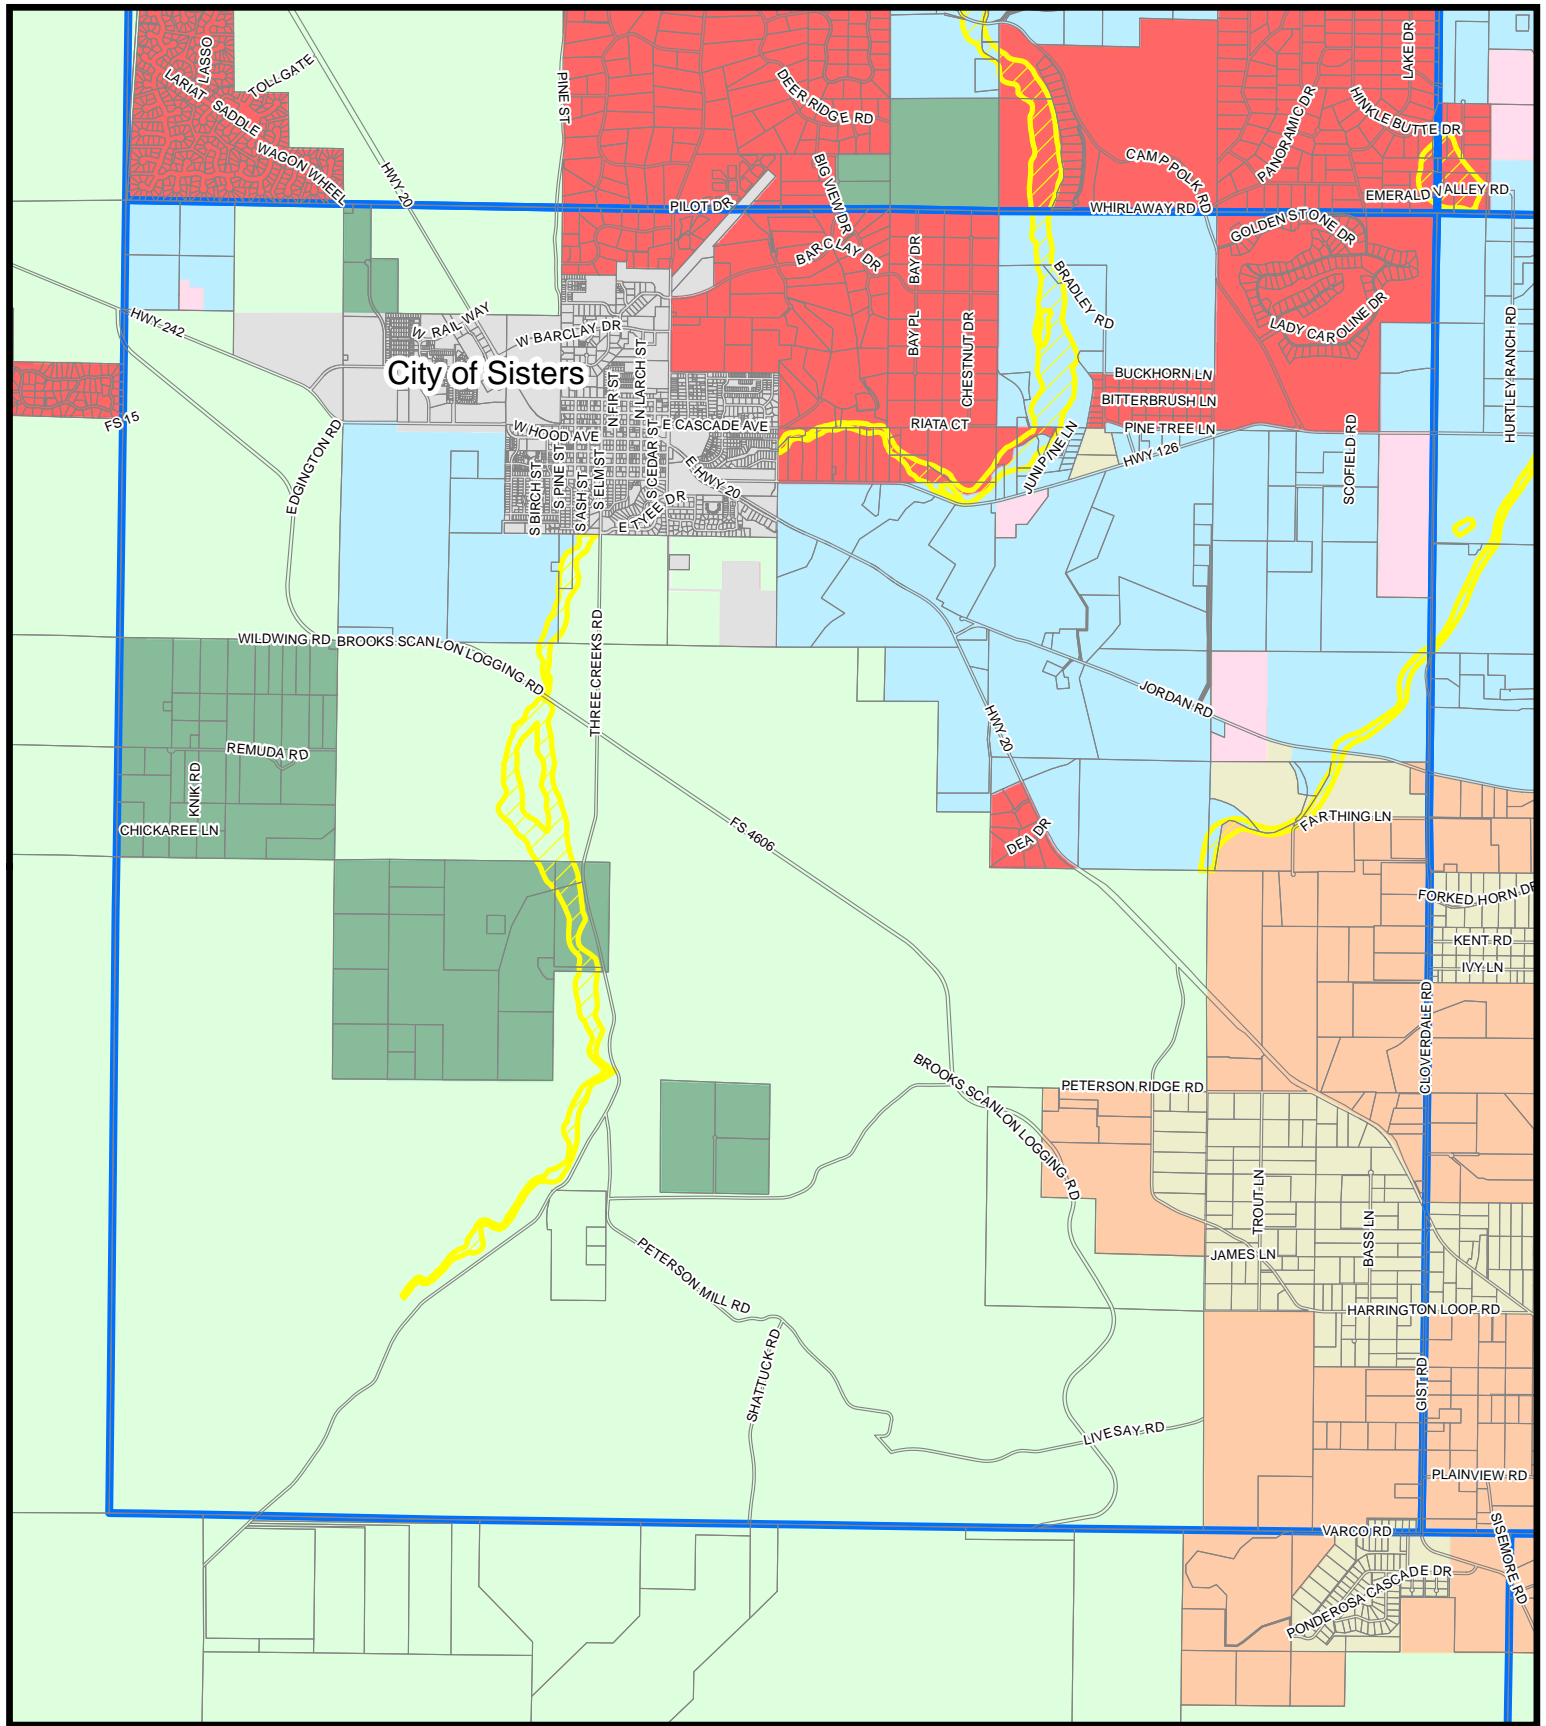 LASSO
LARIAT
SADDLE
TOLLGATE
WAGON WHEEL
HWY 20
PINE ST
DEER RIDGE RD
BIG VIEW DR
PILOT DR
LAKE DR
HINKLE BUTTE DR
PANORAMIC DR
CAMP POLK RD
EMERALD VALLEY RD
WHIRLAWAY RD
GOLDEN STONE DR
BARCLAY DR
BAY DR
BRADLEY RD
HWY 242
W RAIL WAY
W BARCLAY DR
LADY CAROLINE DR
HURTLEY RANCH RD
BAY PL
CHESTNUT DR
City of Sisters
N FIR ST
N LARCH ST
BUCKHORN LN
BITTERBRUSH LN
FS 15
EDGINGTON RD
W HOOD AVE
E CASCADE AVE
RIATA CT
PINE TREE LN
HWY 126
JUNIPINE LN
SCOFIELD RD
S BIRCH ST
S PINE ST
S ASH ST
S ELM ST
S CEDAR ST
E HWY 20
E TYEE DR
WILDWING RD
BROOKS SCANLON LOGGING RD
THREE CREEKS RD
JORDAN RD
HWY 20
REMUDA RD
KNIK RD
CHICKAREE LN
FS 4606
DEA DR
FARTHING LN
FORKED HORN DR
KENT RD
IVY LN
CLOVERDALE RD
BROOKS SCANLON LOGGING RD
PETERSON RIDGE RD
TROUT LN
BASS LN
JAMES LN
PETERSON MILL RD
HARRINGTON LOOP RD
SHATTUCK RD
GIST RD
LIVESAY RD
PLAINVIEW RD
VARCO RD
SISEMORE RD
PONDEROSA CASCADE DR